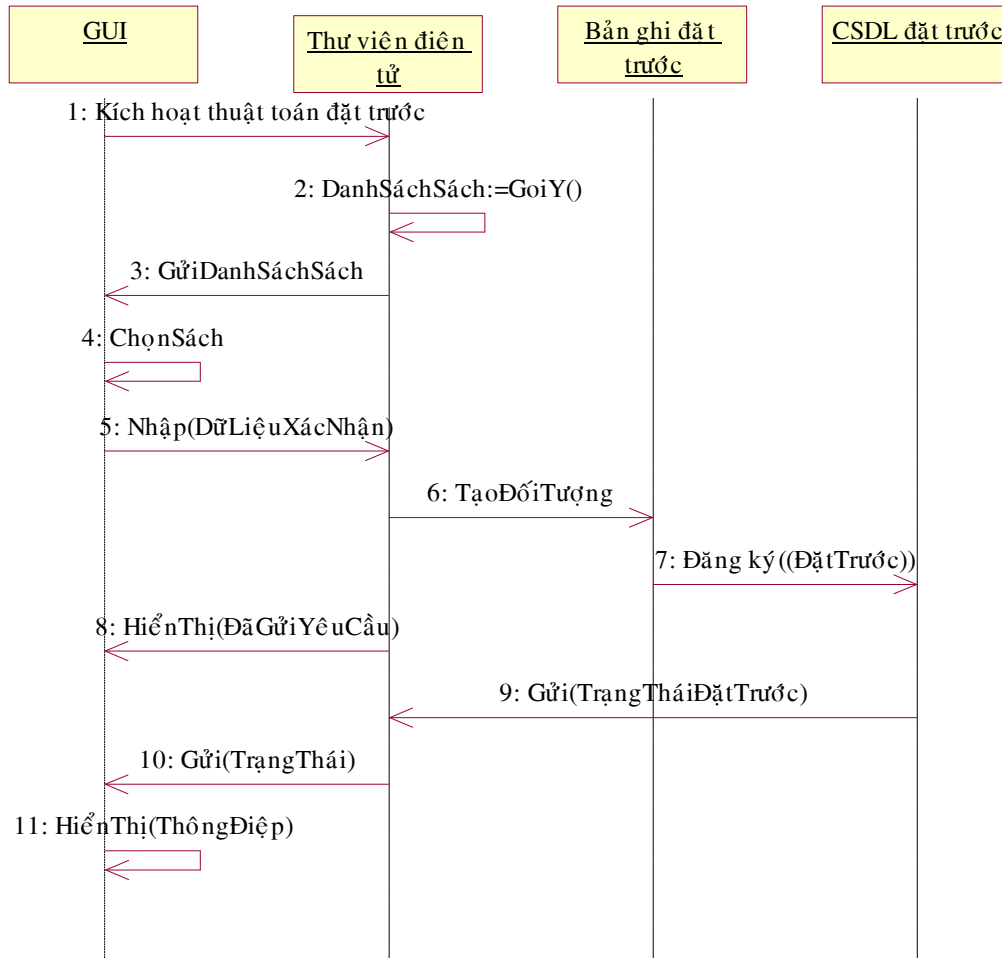 GUI
Thư viên điên
tử
Bản ghi đặt
trước
CSDL đặt trước
1: Kích hoạt thuật toán đặt trước
2: DanhSáchSách:=GoiY()
3: GửiDanhSáchSách
4: ChọnSách
5: Nhập(DữLiệuXácNhận)
6: TạoĐốiTượng
7: Đăng ký((ĐặtTrước))
8: HiểnThị(ĐãGửiYêuCầu)
9: Gửi(TrạngTháiĐặtTrước)
10: Gửi(TrạngThái)
11: HiểnThị(ThôngĐiệp)